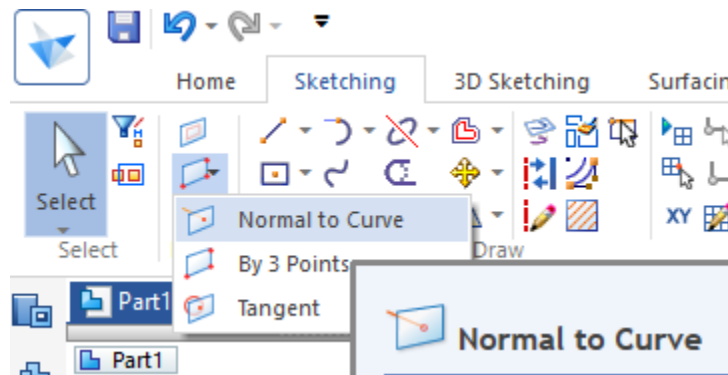 Home Sketching 3D Sketching Surfacin
Select
Normal to Curve
XY
Select
Draw
By 3 Points
Part1
Tangent
Normal to Curve
Part1